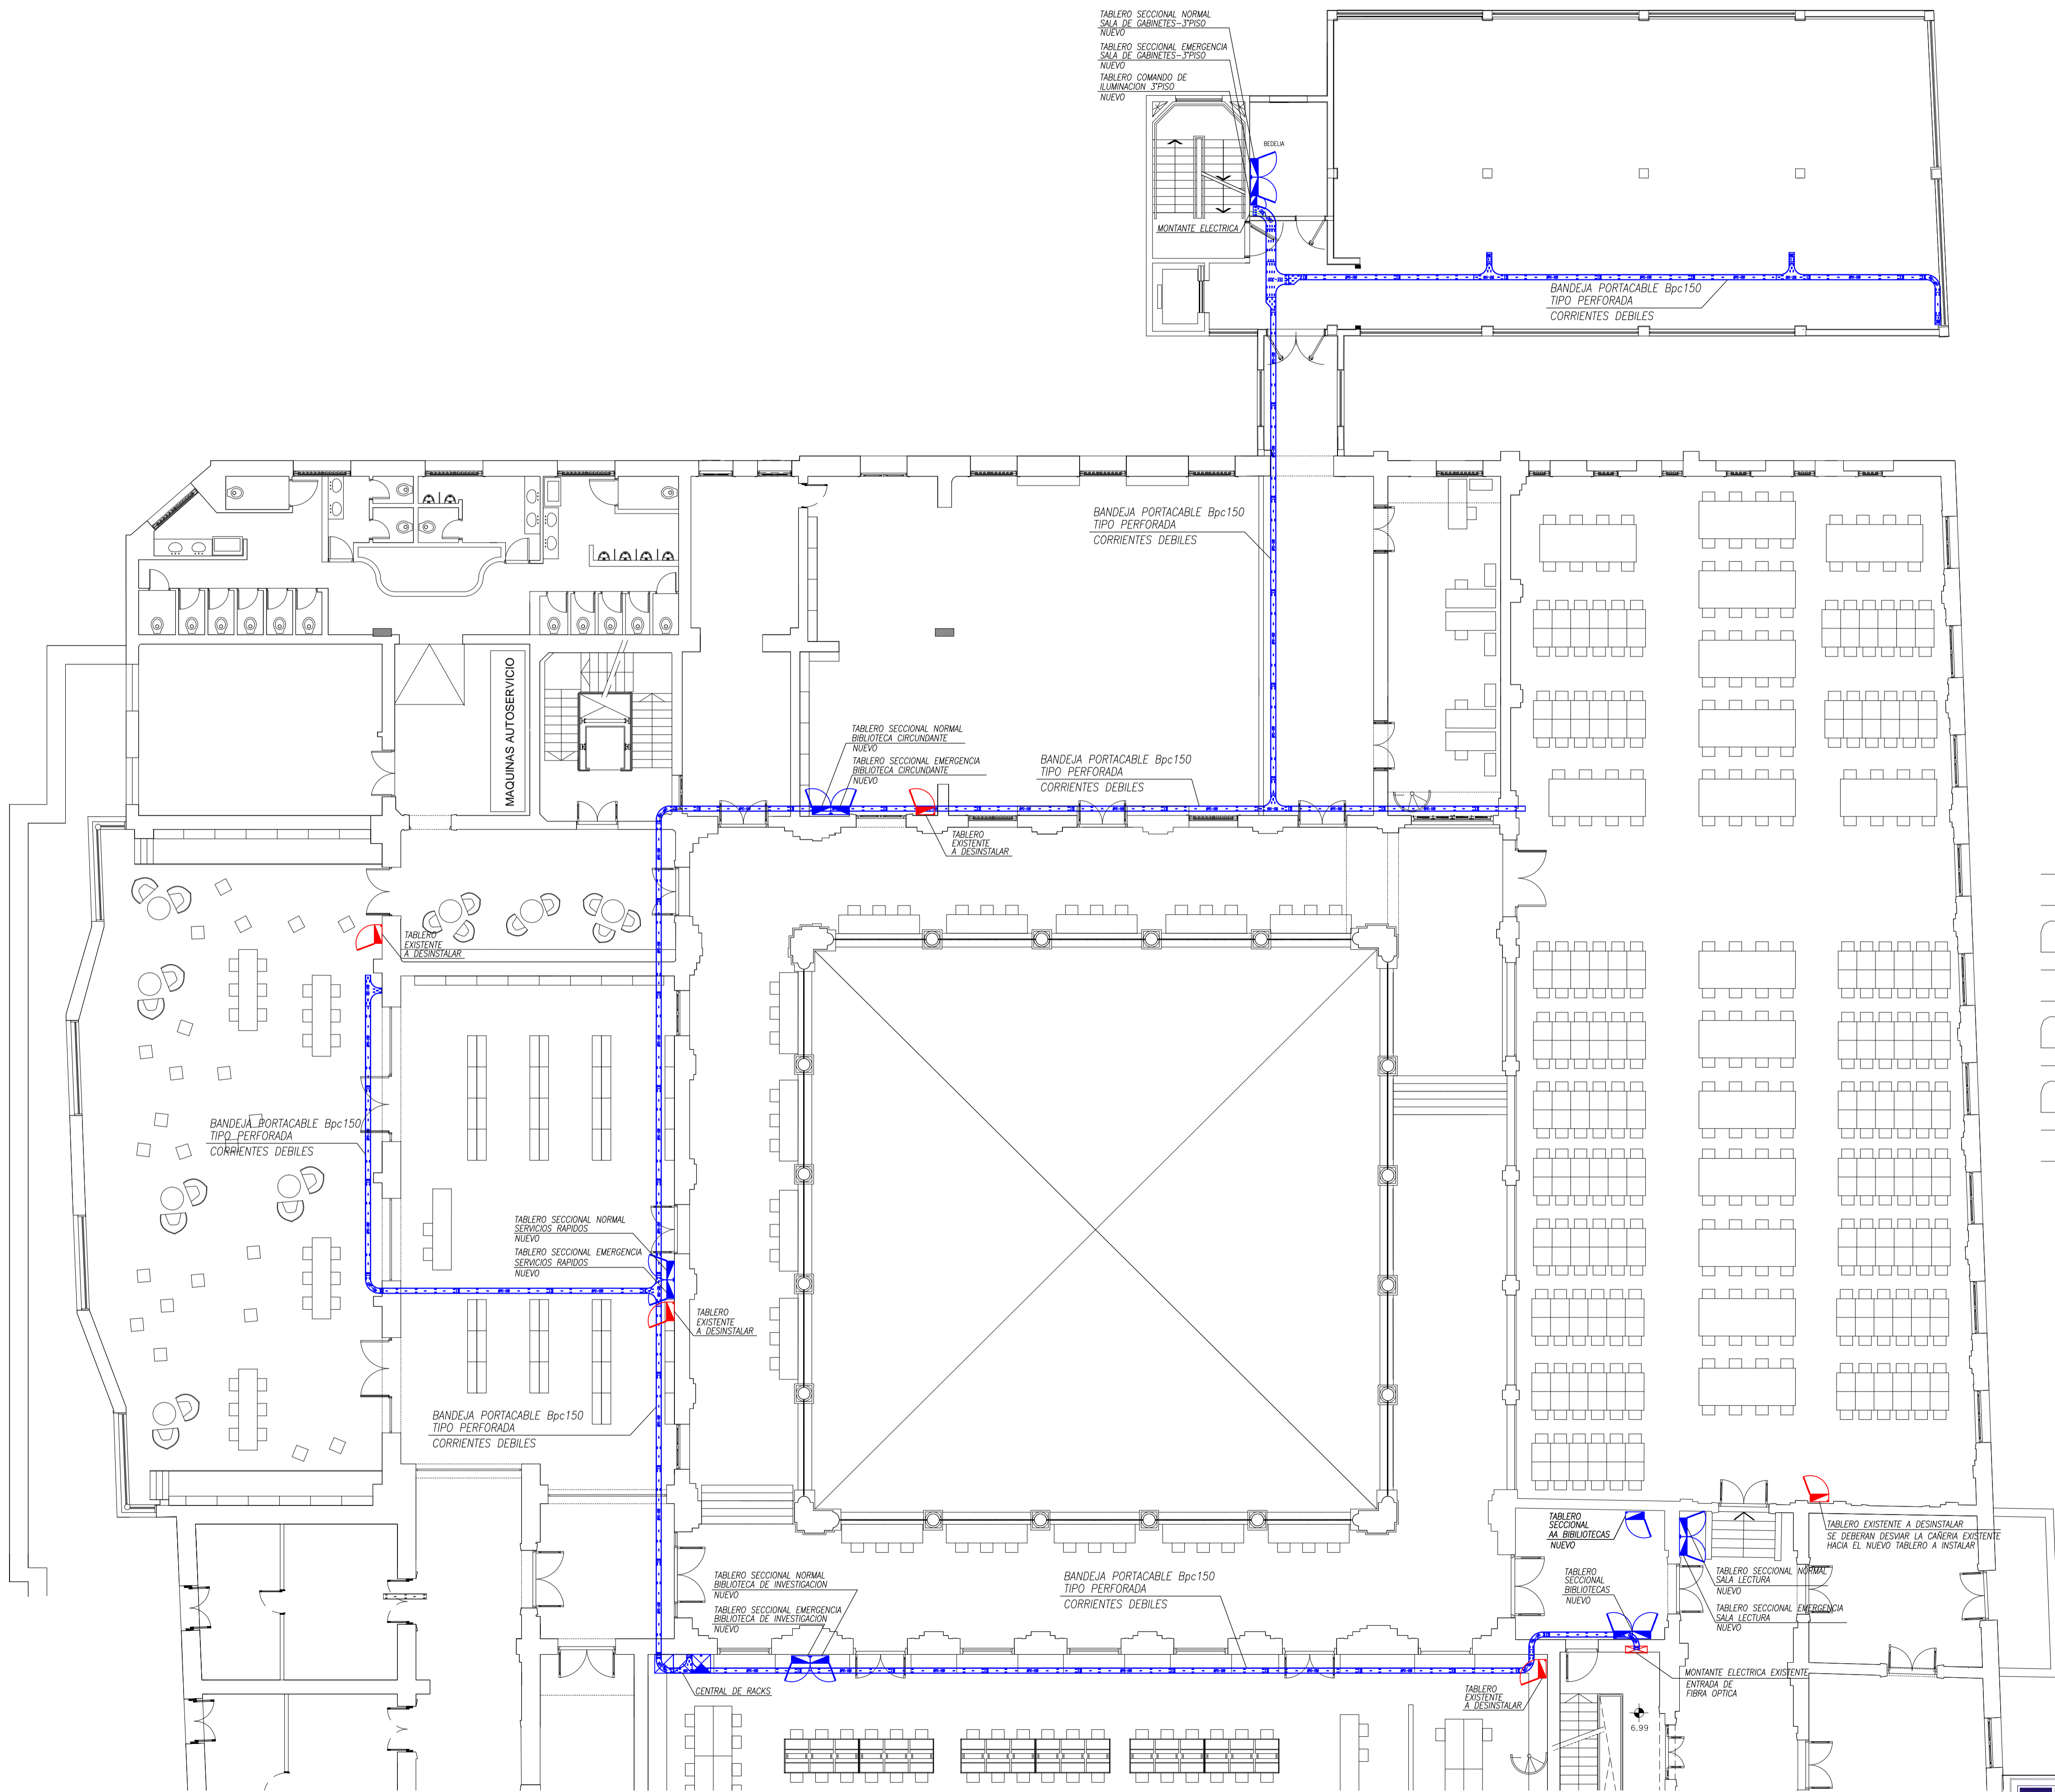 TABLERO SECCIONAL NORMAL
SALA DE GABINETES-3°PISO
NUEVO
TABLERO SECCIONAL EMERGENCIA
SALA DE GABINETES-3°PISO
NUEVO
TABLERO COMANDO DE
ILUMINACION 3°PISO
NUEVO
BEDELIA
MONTANTE ELECTRICA
BANDEJA PORTACABLE Bpc150
TIPO PERFORADA
CORRIENTES DEBILES
BANDEJA PORTACABLE Bpc150
TIPO PERFORADA
CORRIENTES DEBILES
MAQUINAS AUTOSERVICIO
TABLERO SECCIONAL NORMAL
BIBLIOTECA CIRCUNDANTE
NUEVO
TABLERO SECCIONAL EMERGENCIA
BIBLIOTECA CIRCUNDANTE
NUEVO
BANDEJA PORTACABLE Bpc150
TIPO PERFORADA
CORRIENTES DEBILES
TABLERO
EXISTENTE
A DESINSTALAR
TABLERO
EXISTENTE
A DESINSTALAR
BANDEJA PORTACABLE Bpc150
TIPO PERFORADA
CORRIENTES DEBILES
TABLERO SECCIONAL NORMAL
SERVICIOS RAPIDOS
NUEVO
TABLERO SECCIONAL EMERGENCIA
SERVICIOS RAPIDOS
NUEVO
TABLERO
EXISTENTE
A DESINSTALAR
BANDEJA PORTACABLE Bpc150
TIPO PERFORADA
CORRIENTES DEBILES
TABLERO
SECCIONAL
AA BIBILIOTECAS
NUEVO
TABLERO EXISTENTE A DESINSTALAR
SE DEBERAN DESVIAR LA CAÑERIA EXISTENTE
HACIA EL NUEVO TABLERO A INSTALAR
TABLERO SECCIONAL NORMAL
BIBLIOTECA DE INVESTIGACION
NUEVO
TABLERO SECCIONAL EMERGENCIA
BIBLIOTECA DE INVESTIGACION
NUEVO
BANDEJA PORTACABLE Bpc150
TIPO PERFORADA
CORRIENTES DEBILES
TABLERO
SECCIONAL
BIBLIOTECAS
NUEVO
TABLERO SECCIONAL NORMAL
SALA LECTURA
NUEVO
TABLERO SECCIONAL EMERGENCIA
SALA LECTURA
NUEVO
CENTRAL DE RACKS
TABLERO
EXISTENTE
A DESINSTALAR
MONTANTE ELECTRICA EXISTENTE
ENTRADA DE
FIBRA OPTICA
6.99